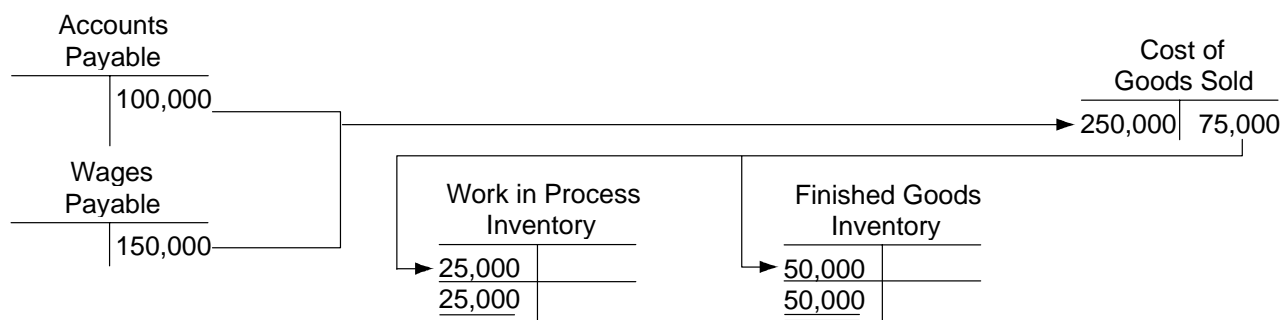 Accounts
Payable
100,000
Cost of
Goods Sold
250,000 75,000
Wages
Payable
150,000
Work in Process
Inventory
25,000
25,000
Finished Goods
Inventory
50,000
50,000